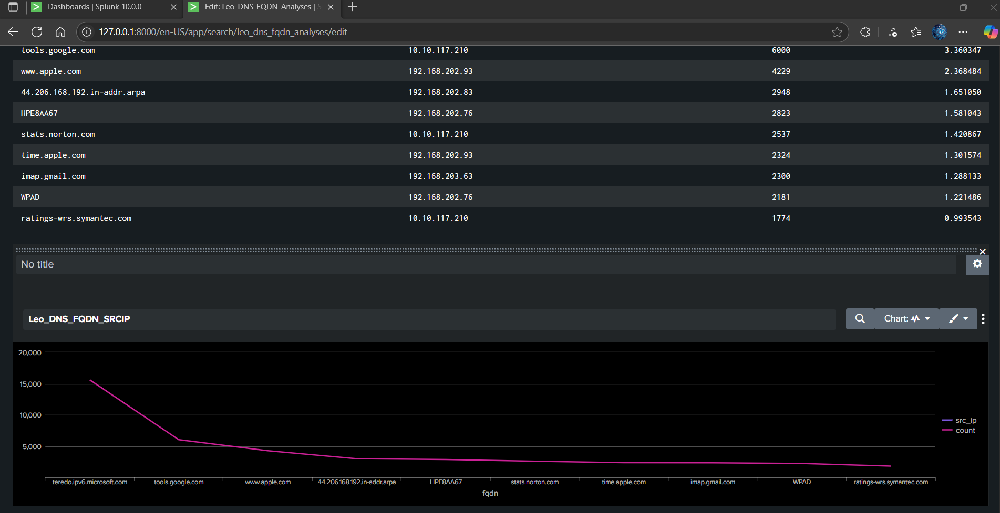 Dashboards | Splunk 10.0.0
Edit: Leo_DNS_FQDN_Analyses | S
127.0.0.1:8000/en-US/app/search/leo_dns_fqdn_analyses/edit
tools.google.com 10.10.117.210 6000 3.360347
www.apple.com 192.168.202.93 4229 2.368484
44.206.168.192.in-addr.arpa 192.168.202.83 2948 1.651050
HPE8AA67 192.168.202.76 2823 1.581043
stats.norton.com 10.10.117.210 2537 1.420867
time.apple.com 192.168.202.93 2324 1.301574
imap.gmail.com 192.168.203.63 2300 1.288133
WPAD 192.168.202.76 2181 1.221486
ratings-wrs.symantec.com 10.10.117.210 1774 0.993543
No title
Leo_DNS_FQDN_SRCIP
Chart:
20,000
15,000
10,000
5,000
src_ip
count
teredo.ipv6.microsoft.com tools.google.com www.apple.com 44.206.168.192.in-addr.arpa HPE8AA67 stats.norton.com time.apple.com imap.gmail.com WPAD ratings-wrs.symantec.com
fqdn